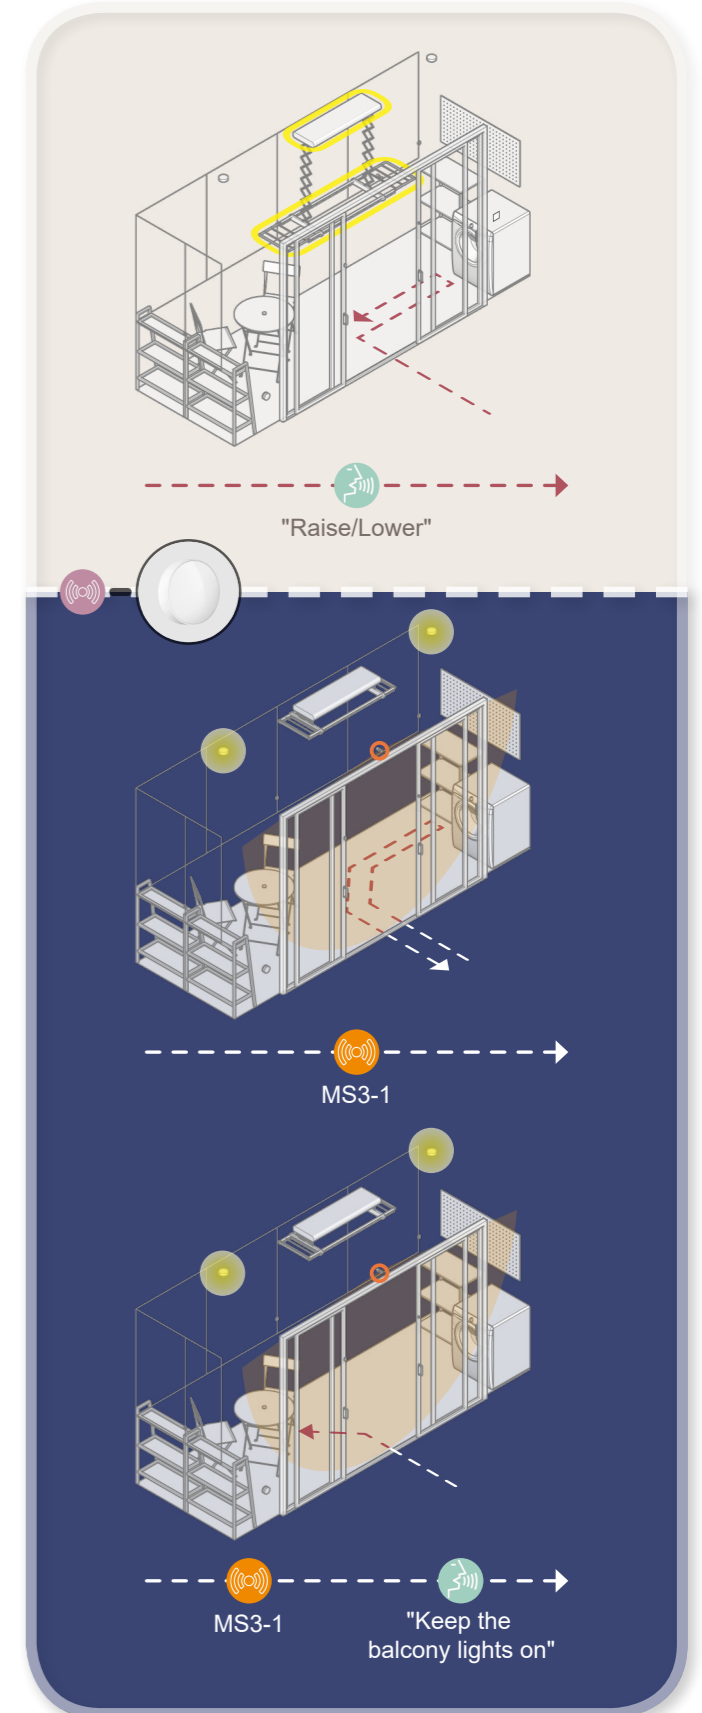 "Raise/Lower"
MS3-1
MS3-1
"Keep the
balcony lights on"